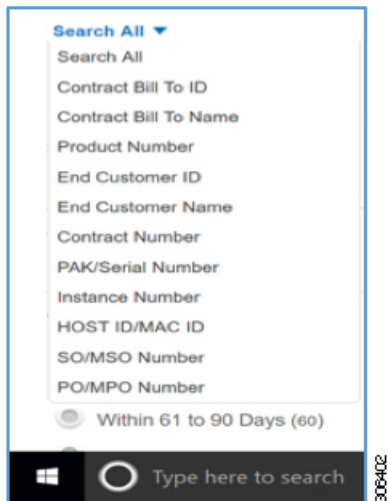 Search All
Search All
Contract Bill To ID
Contract Bill To Name
Product Number
End Customer ID
End Customer Name
Contract Number
PAK/Serial Number
Instance Number
HOST ID/MAC ID
SO/MSO Number
PO/MPO Number
Within 61 to 90 Days (60)
Type here to search
306402